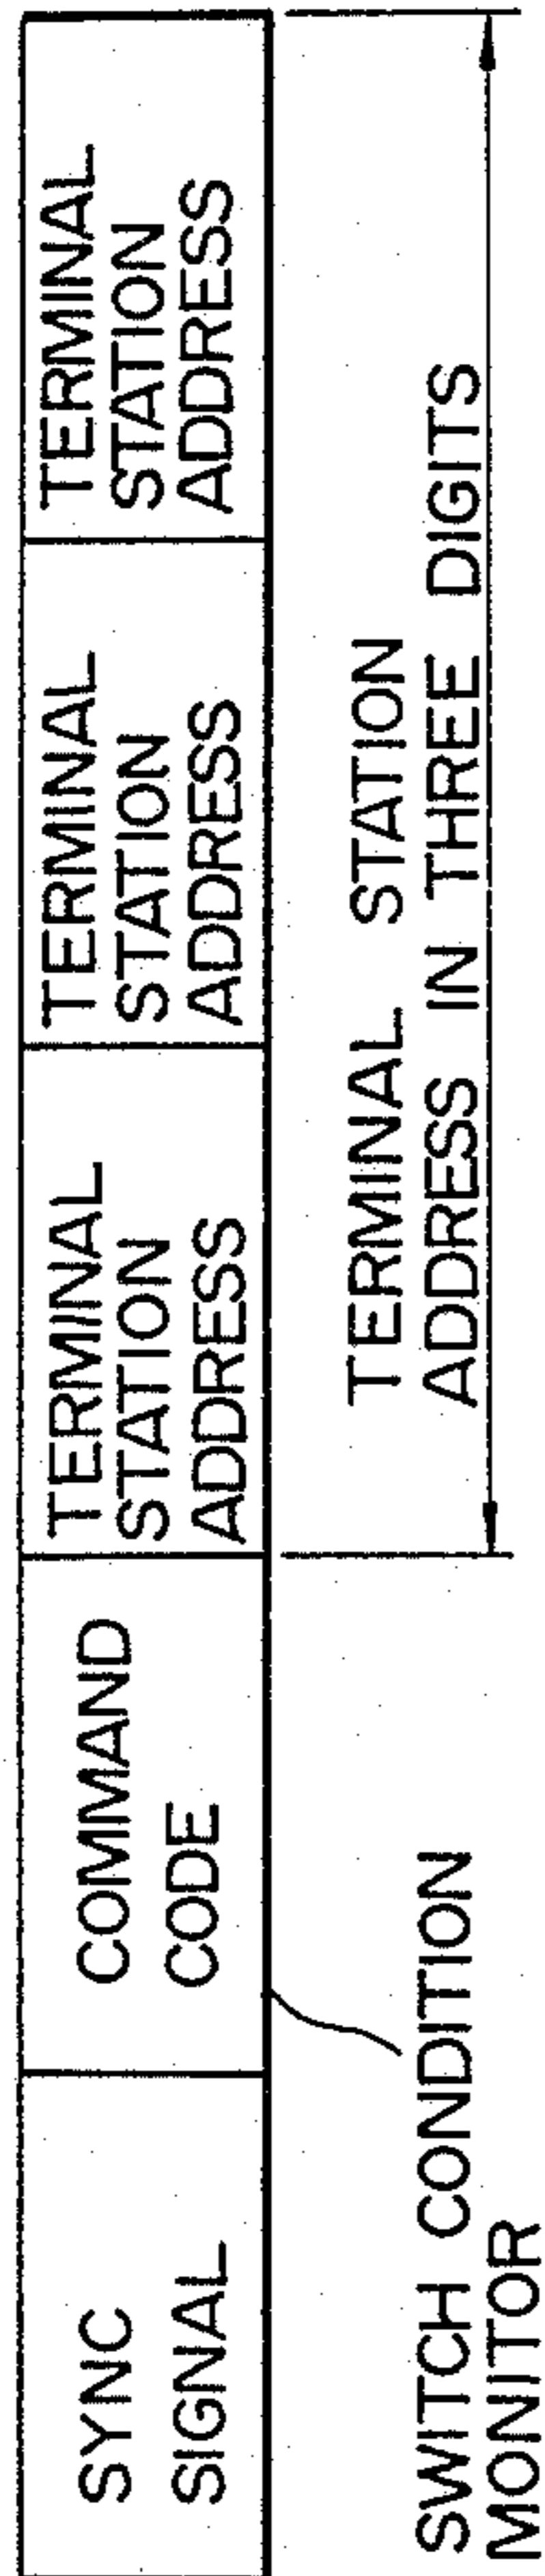 SYNC
SIGNAL
COMMAND
CODE
TERMINAL
STATION
ADDRESS
TERMINAL
STATION
ADDRESS
TERMINAL
STATION
ADDRESS
SWITCH CONDITION
MONITOR
TERMINAL STATION
ADDRESS IN THREE DIGITS